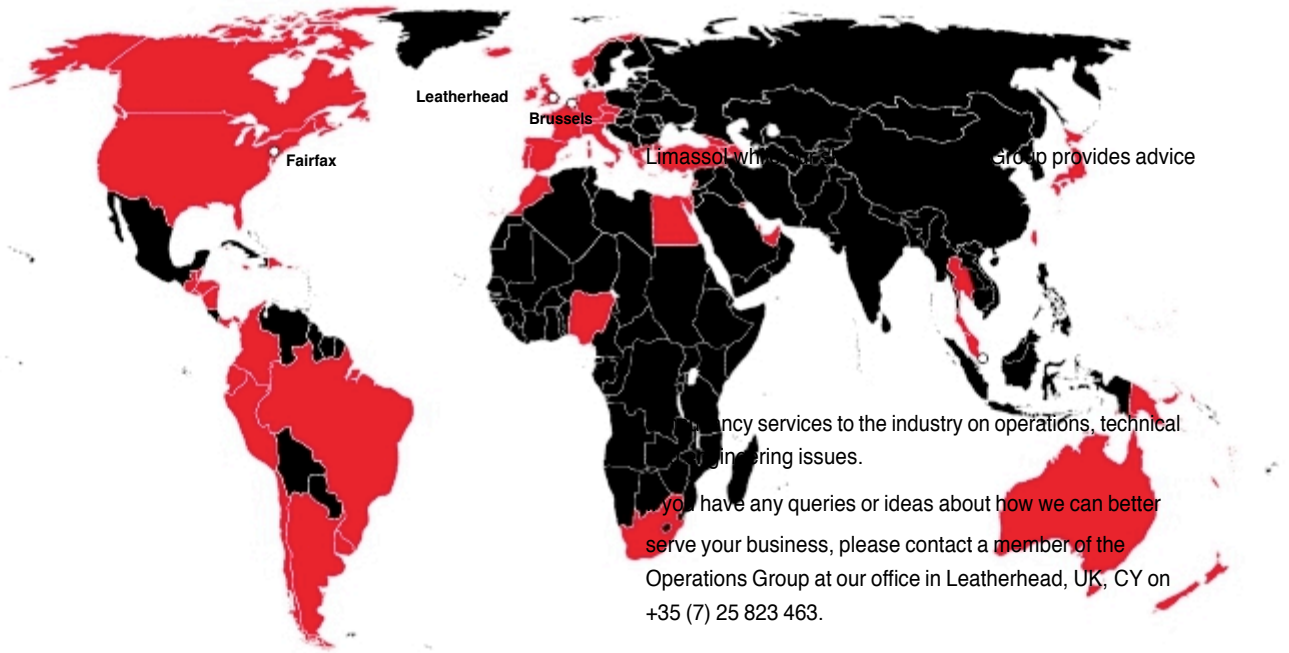 Leatherhead
Brussels
Fairfax
Limassol Group provides advice
services to the industry on operations, technical
issues.
you have any queries or ideas about how we can better
serve your business, please contact a member of the
Operations Group at our office in Leatherhead, UK, CY on
+35 (7) 25 823 463.